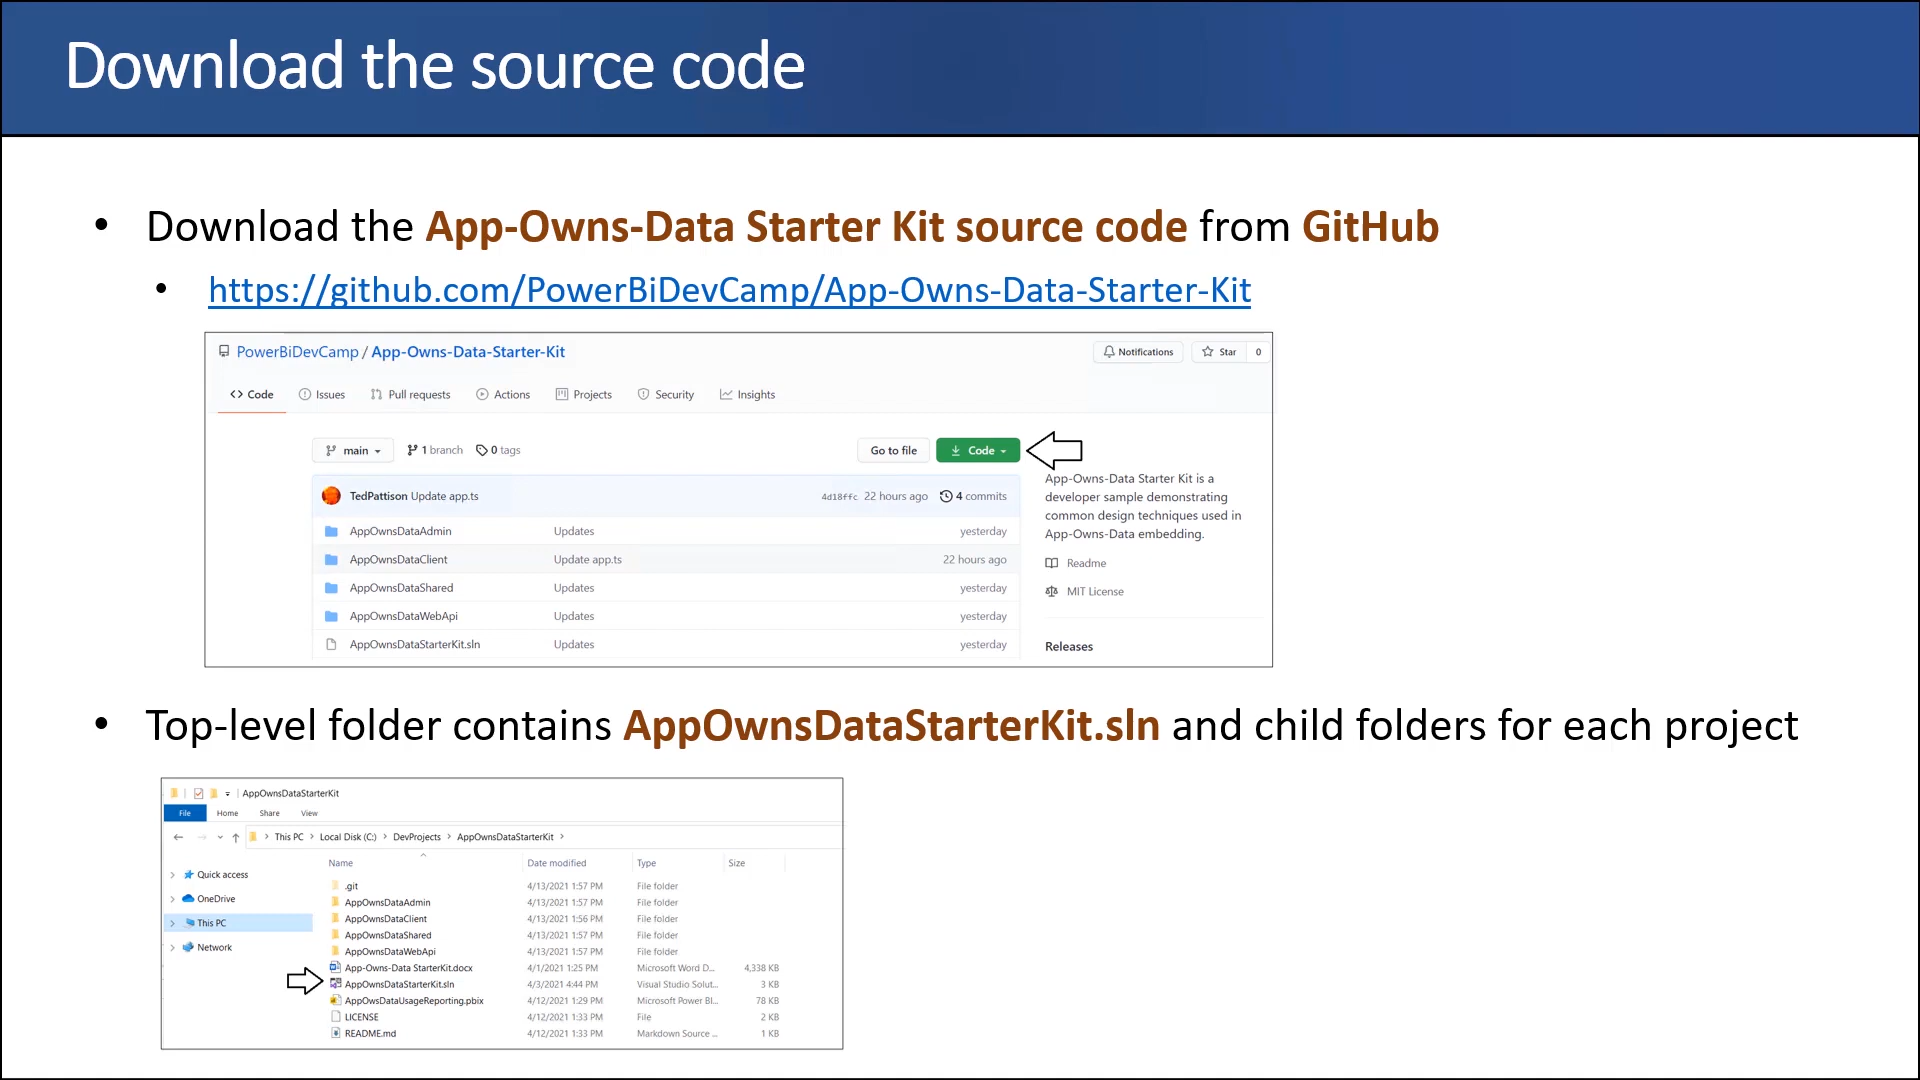 Download the source code
• Download the App-Owns-Data Starter Kit source code from GitHub
• https://github.com/PowerBiDevCamp/App-Owns-Data-Starter-Kit
PowerBiDevCamp / App-Owns-Data-Starter-Kit Notifications Star 0
Code Issues Pull requests Actions Projects Security Insights
main 1 branch 0 tags Go to file Code
TedPattison Update app.ts 4d18ffc 22 hours ago 4 commits
AppOwnsDataAdmin Updates yesterday
AppOwnsDataClient Update app.ts 22 hours ago
AppOwnsDataShared Updates yesterday
AppOwnsDataWebApi Updates yesterday
AppOwnsDataStarterKit.sln Updates yesterday
App-Owns-Data Starter Kit is a
developer sample demonstrating
common design techniques used in
App-Owns-Data embedding.
Readme
MIT License
Releases
• Top-level folder contains AppOwnsDataStarterKit.sln and child folders for each project
AppOwnsDataStarterKit
File Home Share View
This PC > Local Disk (C:) > DevProjects > AppOwnsDataStarterKit >
Quick access
OneDrive
This PC
Network
Name Date modified Type Size
.git 4/13/2021 1:57 PM File folder
AppOwnsDataAdmin 4/13/2021 1:57 PM File folder
AppOwnsDataClient 4/13/2021 1:56 PM File folder
AppOwnsDataShared 4/13/2021 1:57 PM File folder
AppOwnsDataWebApi 4/13/2021 1:57 PM File folder
App-Owns-Data StarterKit.docx 4/1/2021 1:25 PM Microsoft Word D... 4,338 KB
AppOwnsDataStarterKit.sln 4/3/2021 4:44 PM Visual Studio Solut... 3 KB
AppOwsDataUsageReporting.pbix 4/12/2021 1:29 PM Microsoft Power BI... 78 KB
LICENSE 4/12/2021 1:33 PM File 2 KB
README.md 4/12/2021 1:33 PM Markdown Source ... 1 KB